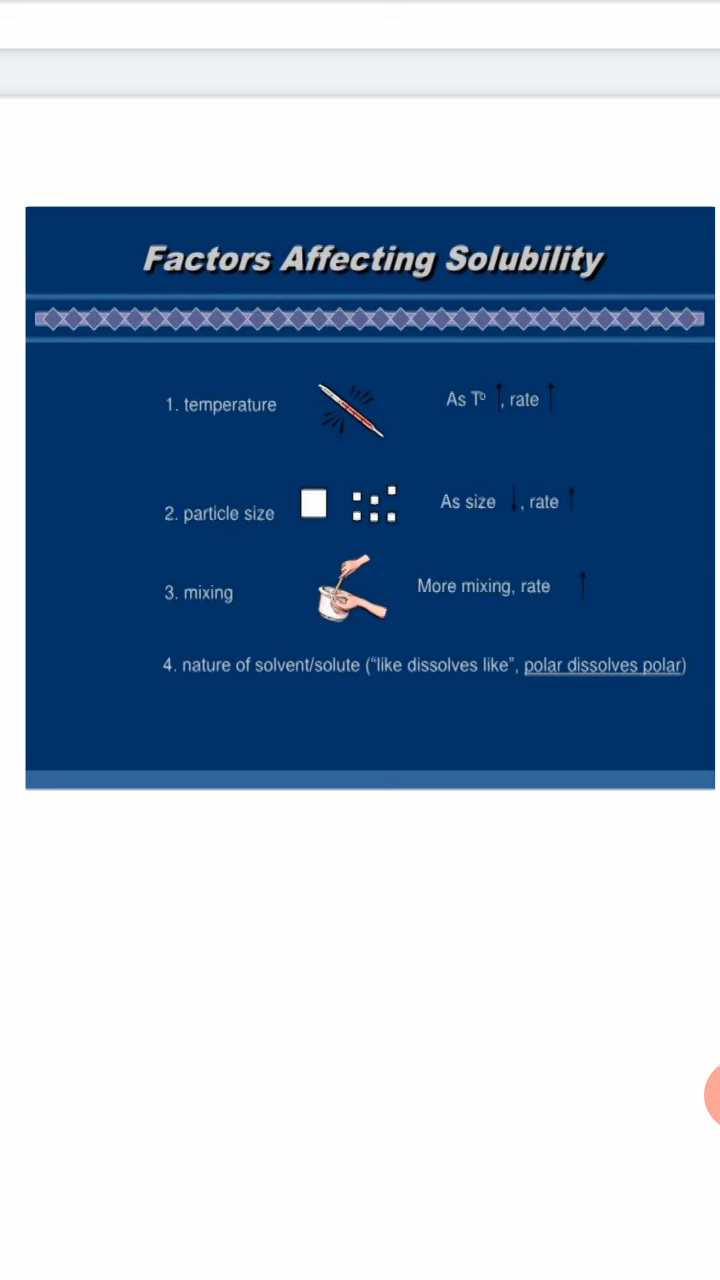 Factors Affecting Solubility
1. temperature As Tº ↑, rate ↑
2. particle size As size ↓, rate ↑
3. mixing More mixing, rate ↑
4. nature of solvent/solute (“like dissolves like”, polar dissolves polar)